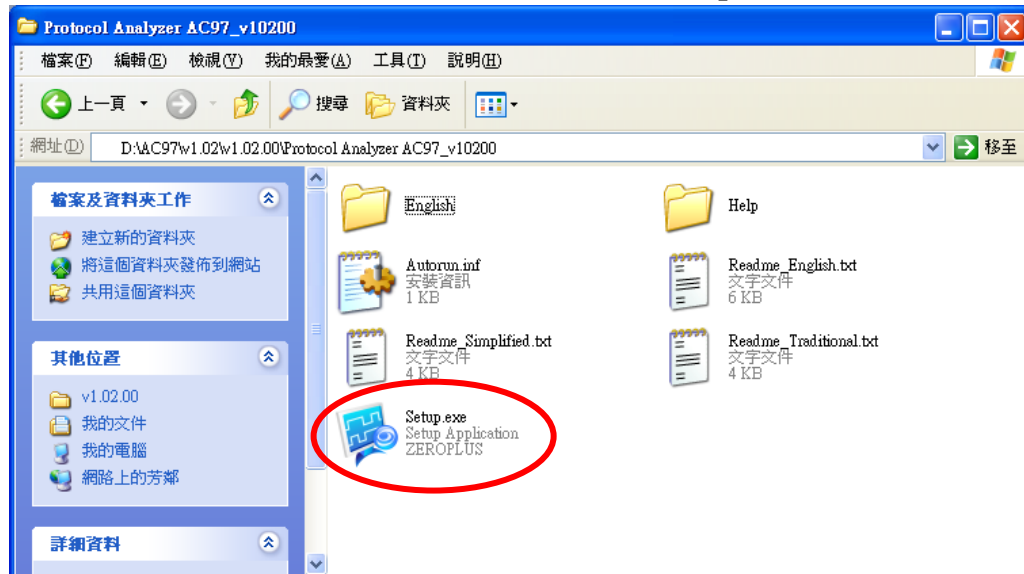 Protocol Analyzer AC97_v10200
檔案(F) 編輯(E) 檢視(V) 我的最愛(A) 工具(T) 說明(H)
上一頁 搜尋 資料夾
網址(D) D:\AC97\v1.02\v1.02.00\Protocol Analyzer AC97_v10200 移至
檔案及資料夾工作
建立新的資料夾
將這個資料夾發佈到網站
共用這個資料夾
其他位置
v1.02.00
我的文件
我的電腦
網路上的芳鄰
詳細資料
English
Help
Autorun.inf
安裝資訊
1 KB
Readme_English.txt
文字文件
6 KB
Readme_Simplified.txt
文字文件
4 KB
Readme_Traditional.txt
文字文件
4 KB
Setup.exe
Setup Application
ZEROPLUS